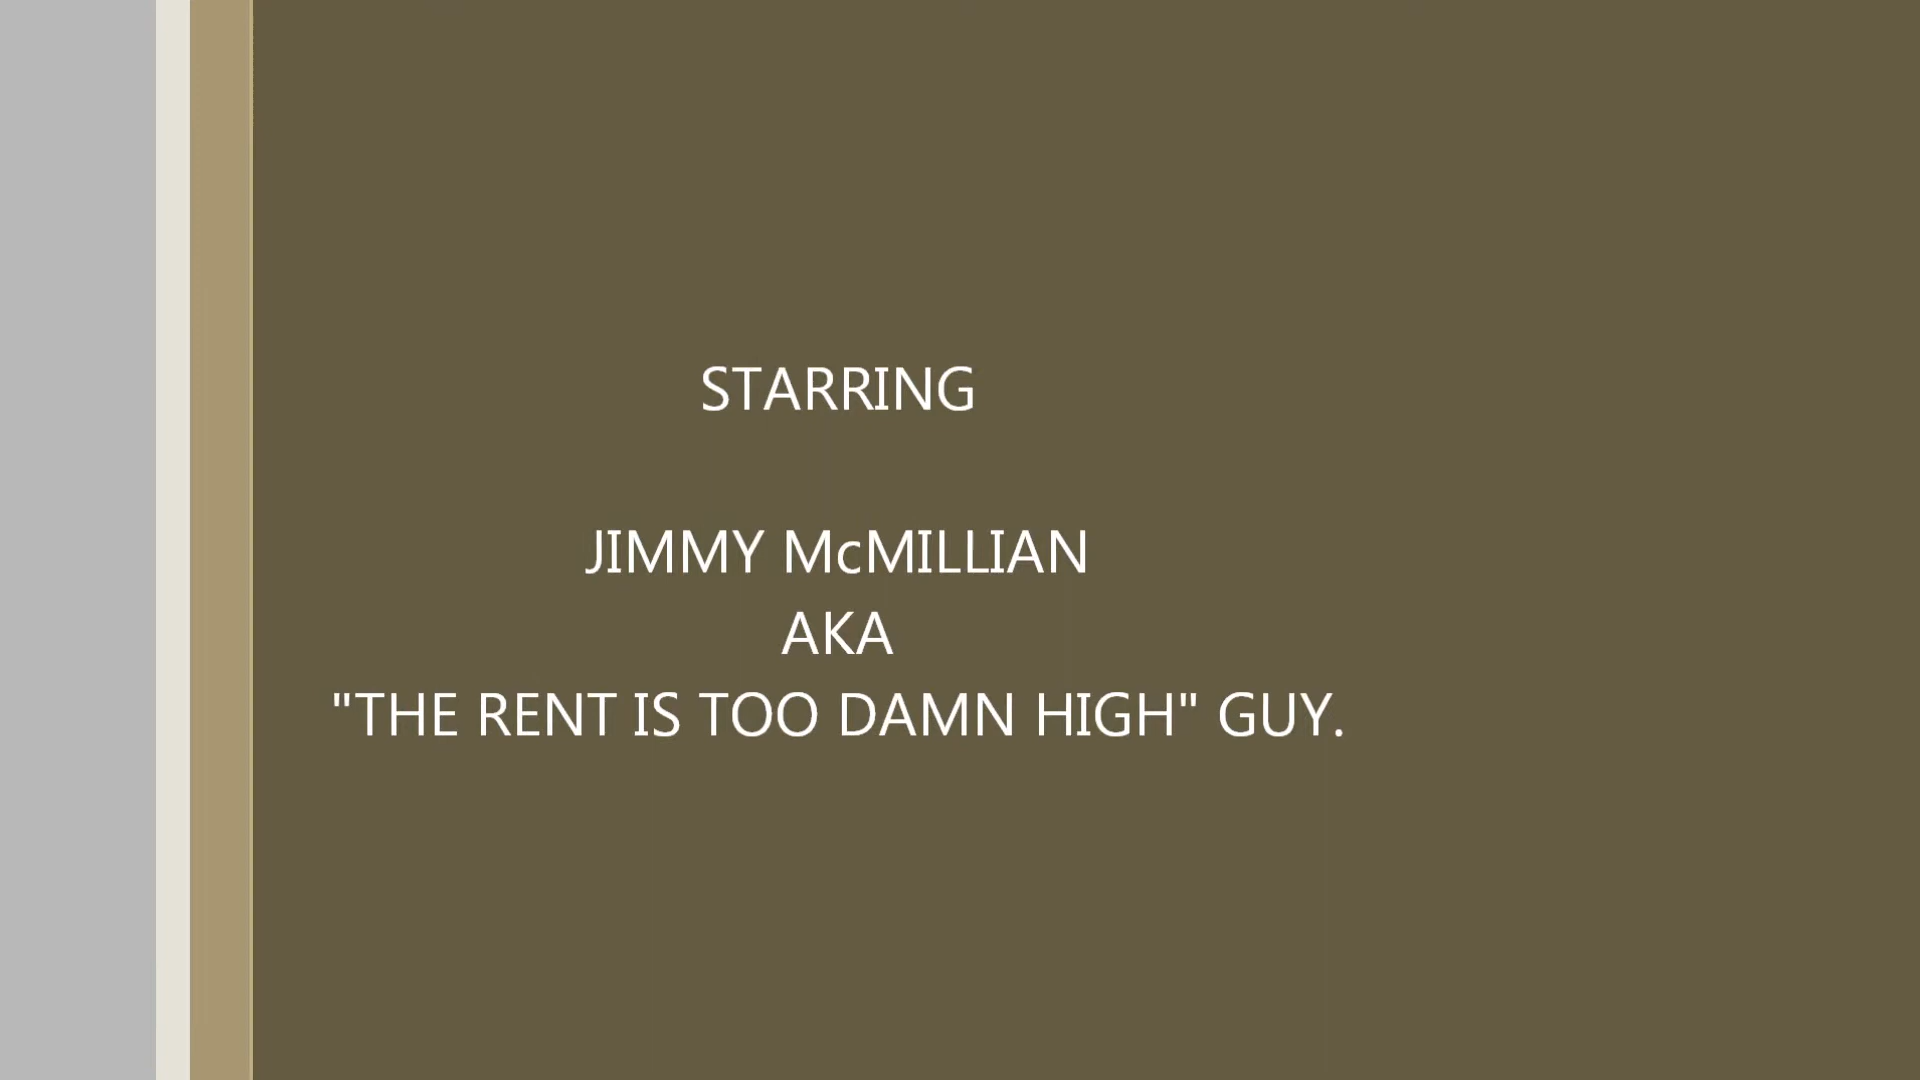 STARRING
JIMMY McMILLIAN
AKA
"THE RENT IS TOO DAMN HIGH" GUY.